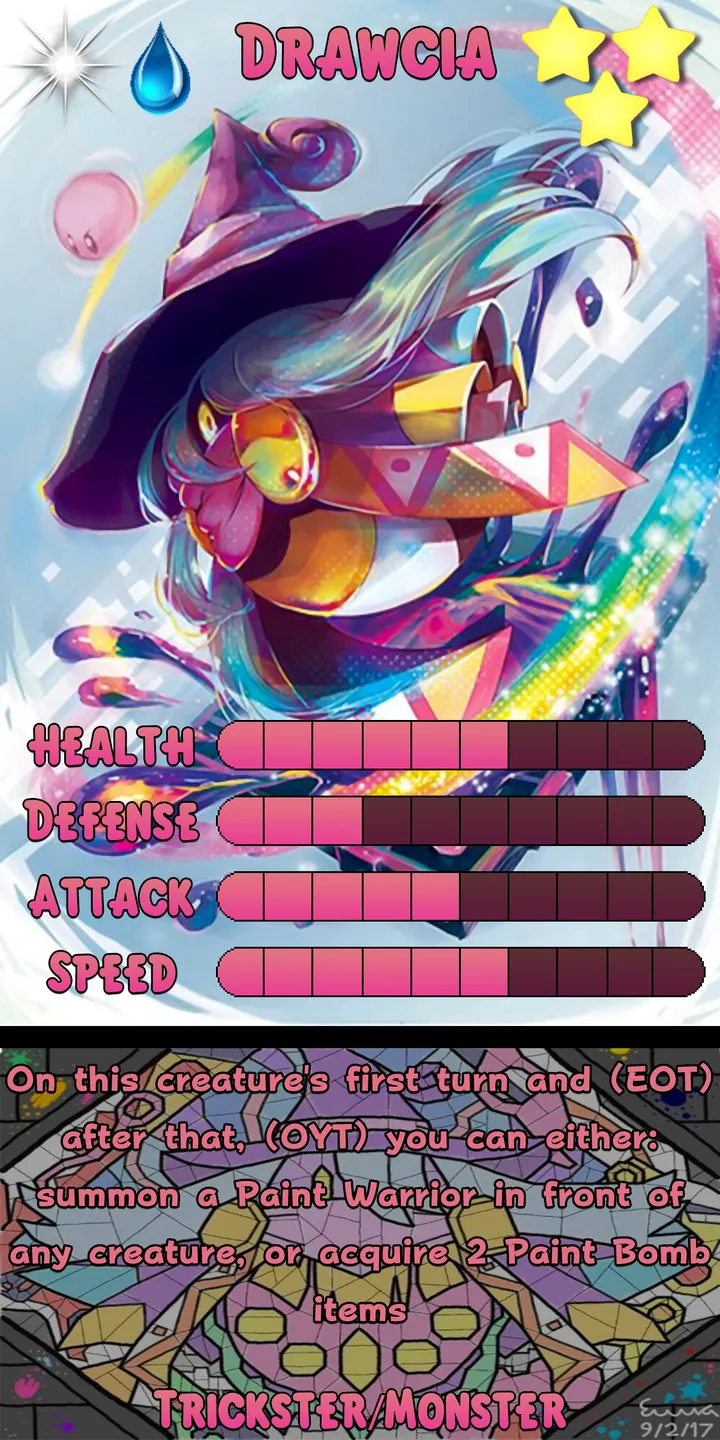 DRAWCIA
HEALTH
DEFENSE
ATTACK
SPEED
On this creature's first turn and (EOT)
after that, (OYT) you can either:
summon a Paint Warrior in front of
any creature, or acquire 2 Paint Bomb
items
TRICKSTER/MONSTER
9/2/17